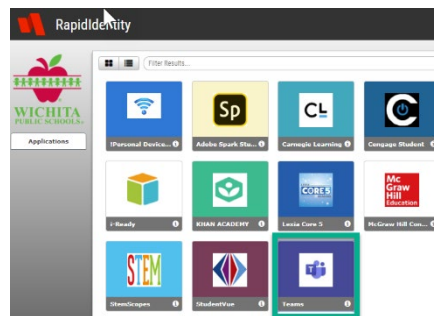 RapidIdentity
Filter Results...
WICHITA
PUBLIC SCHOOLS
Applications
!Personal Device...
Sp
Adobe Spark Stu...
CL
Carnegie Learning
Cengage Student
i-Ready
KHAN ACADEMY
CORE5
Lexia Core 5
Mc
Graw
Hill
Education
McGraw Hill Con...
STEM
StemScopes
StudentVue
Teams